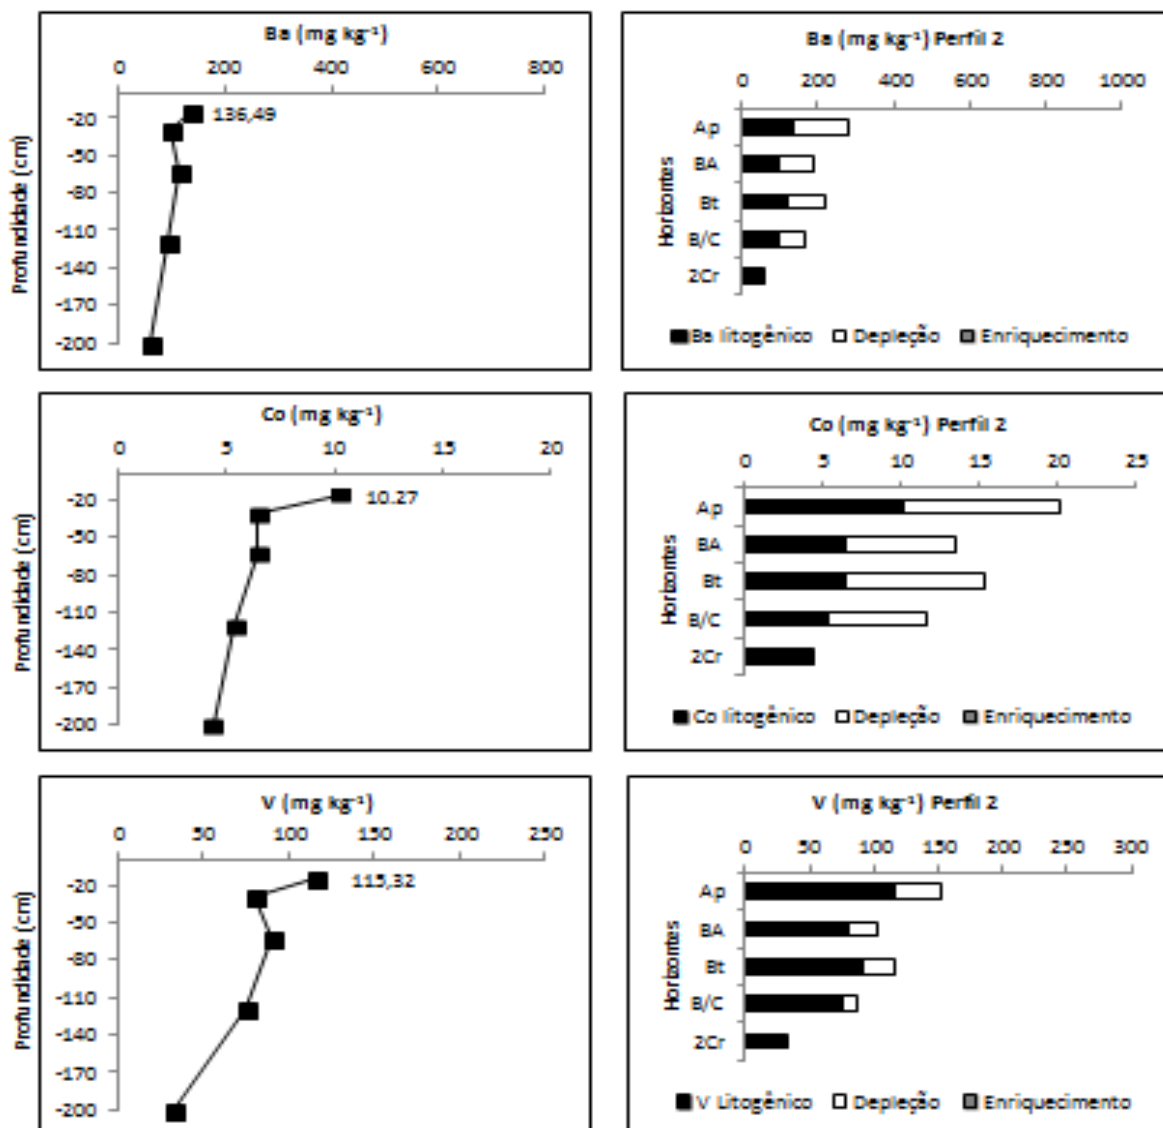 Ba (mg kg⁻¹)
0 200 400 600 800
136,49
-20
-50
-80
-110
-140
-170
-200
Profundidade (cm)
Ba (mg kg⁻¹) Perfil 2
0 200 400 600 800 1000
Ap
BA
Bt
B/C
2Cr
Horizontes
Ba litogênico Depleção Enriquecimento
Co (mg kg⁻¹)
0 5 10 15 20
10.27
-20
-50
-80
-110
-140
-170
-200
Profundidade (cm)
Co (mg kg⁻¹) Perfil 2
0 5 10 15 20 25
Ap
BA
Bt
B/C
2Cr
Horizontes
Co litogênico Depleção Enriquecimento
V (mg kg⁻¹)
0 50 100 150 200 250
115,32
-20
-50
-80
-110
-140
-170
-200
Profundidade (cm)
V (mg kg⁻¹) Perfil 2
0 50 100 150 200 250 300
Ap
BA
Bt
B/C
2Cr
Horizontes
V Litogênico Depleção Enriquecimento